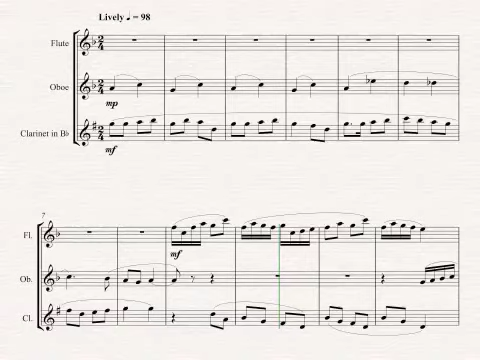 Lively ♩ = 98
Flute
Oboe
mp
Clarinet in B♭
mf
7
Fl.
mf
Ob.
Cl.